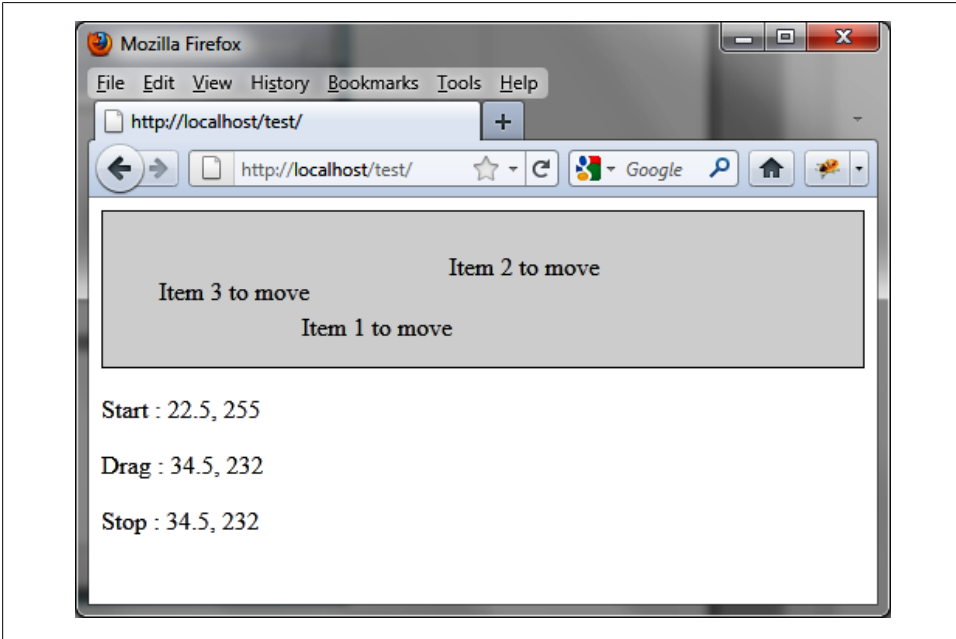 Mozilla Firefox
File Edit View History Bookmarks Tools Help
http://localhost/test/
http://localhost/test/ Google
Item 2 to move
Item 3 to move
Item 1 to move
Start : 22.5, 255
Drag : 34.5, 232
Stop : 34.5, 232